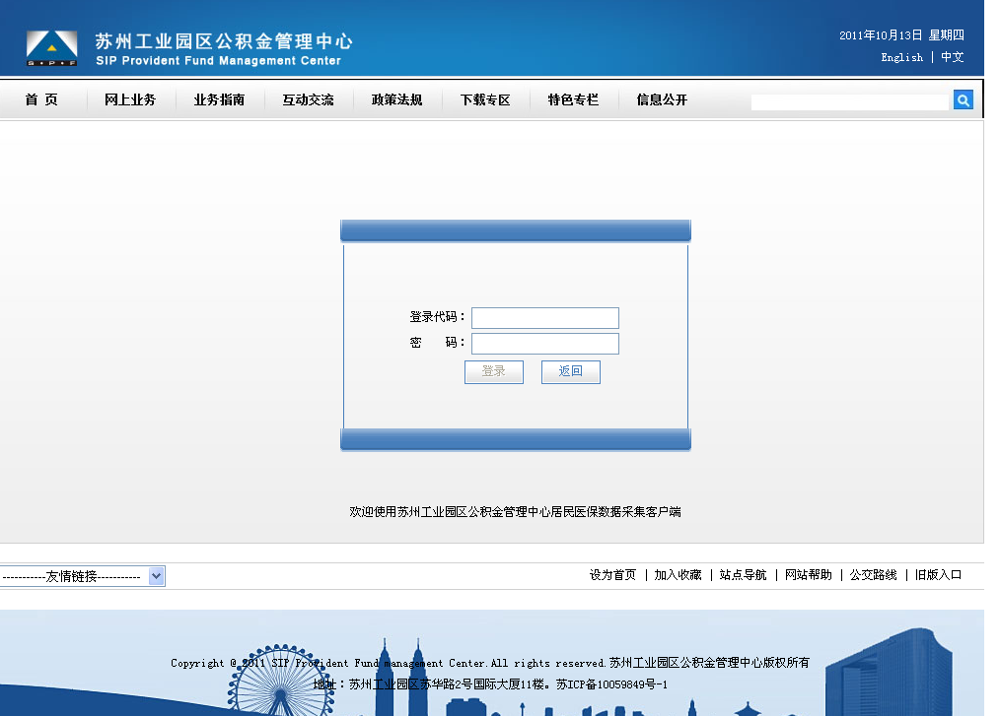 苏州工业园区公积金管理中心
SIP Provident Fund Management Center
S·P·F
2011年10月13日 星期四
English | 中文
首 页 网上业务 业务指南 互动交流 政策法规 下载专区 特色专栏 信息公开
登录代码：
密 码：
登录 返回
欢迎使用苏州工业园区公积金管理中心居民医保数据采集客户端
-----------友情链接-----------
设为首页 | 加入收藏 | 站点导航 | 网站帮助 | 公交路线 | 旧版入口
Copyright @ 2011 SIP Provident Fund management Center.All rights reserved.苏州工业园区公积金管理中心版权所有
地址：苏州工业园区苏华路2号国际大厦11楼。苏ICP备10059849号-1